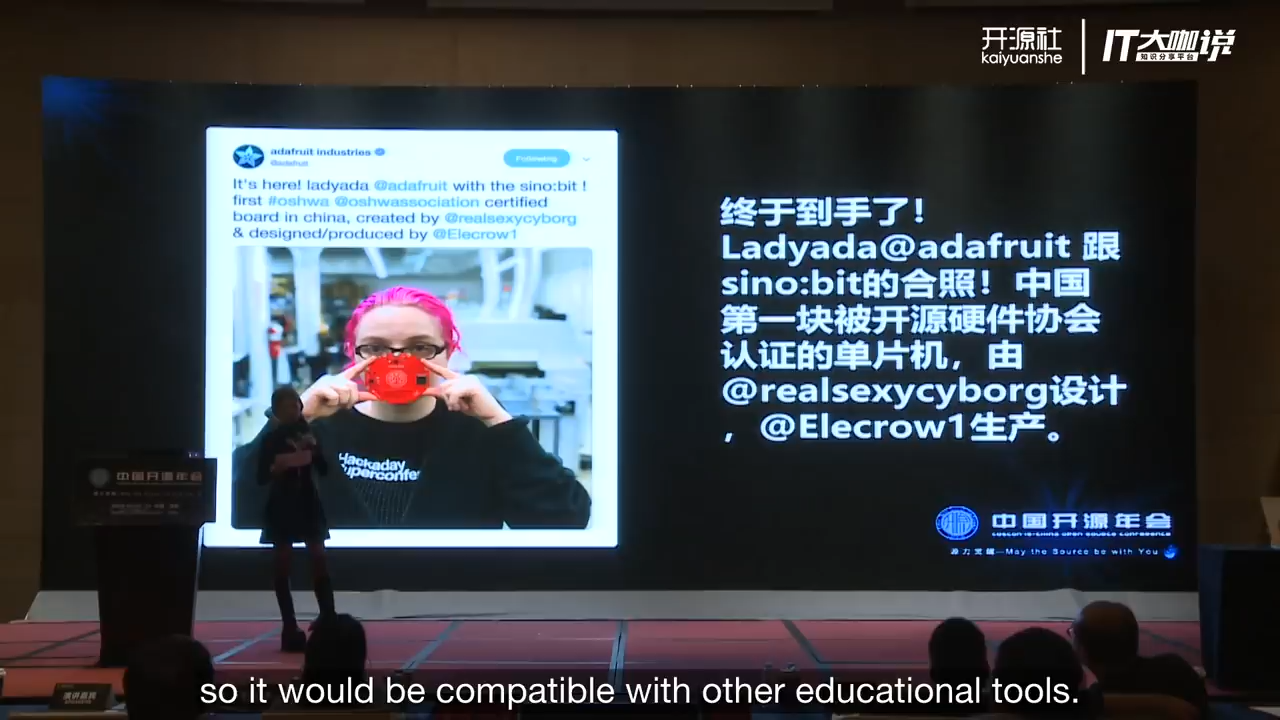 开源社
kaiyuanshe
IT大咖说
知识分享平台
adafruit industries
@adafruit
Following
It's here! ladyada @adafruit with the sino:bit !
first #oshwa @oshwassociation certified
board in china, created by @realsexycyborg
& designed/produced by @Elecrow1
Hackaday
Superconfe
终于到手了！
Ladyada@adafruit 跟
sino:bit的合照！中国
第一块被开源硬件协会
认证的单片机，由
@realsexycyborg设计
，@Elecrow1生产。
中国开源年会
源力觉醒—May the Source be with You
中国开源年会
演讲嘉宾
so it would be compatible with other educational tools.